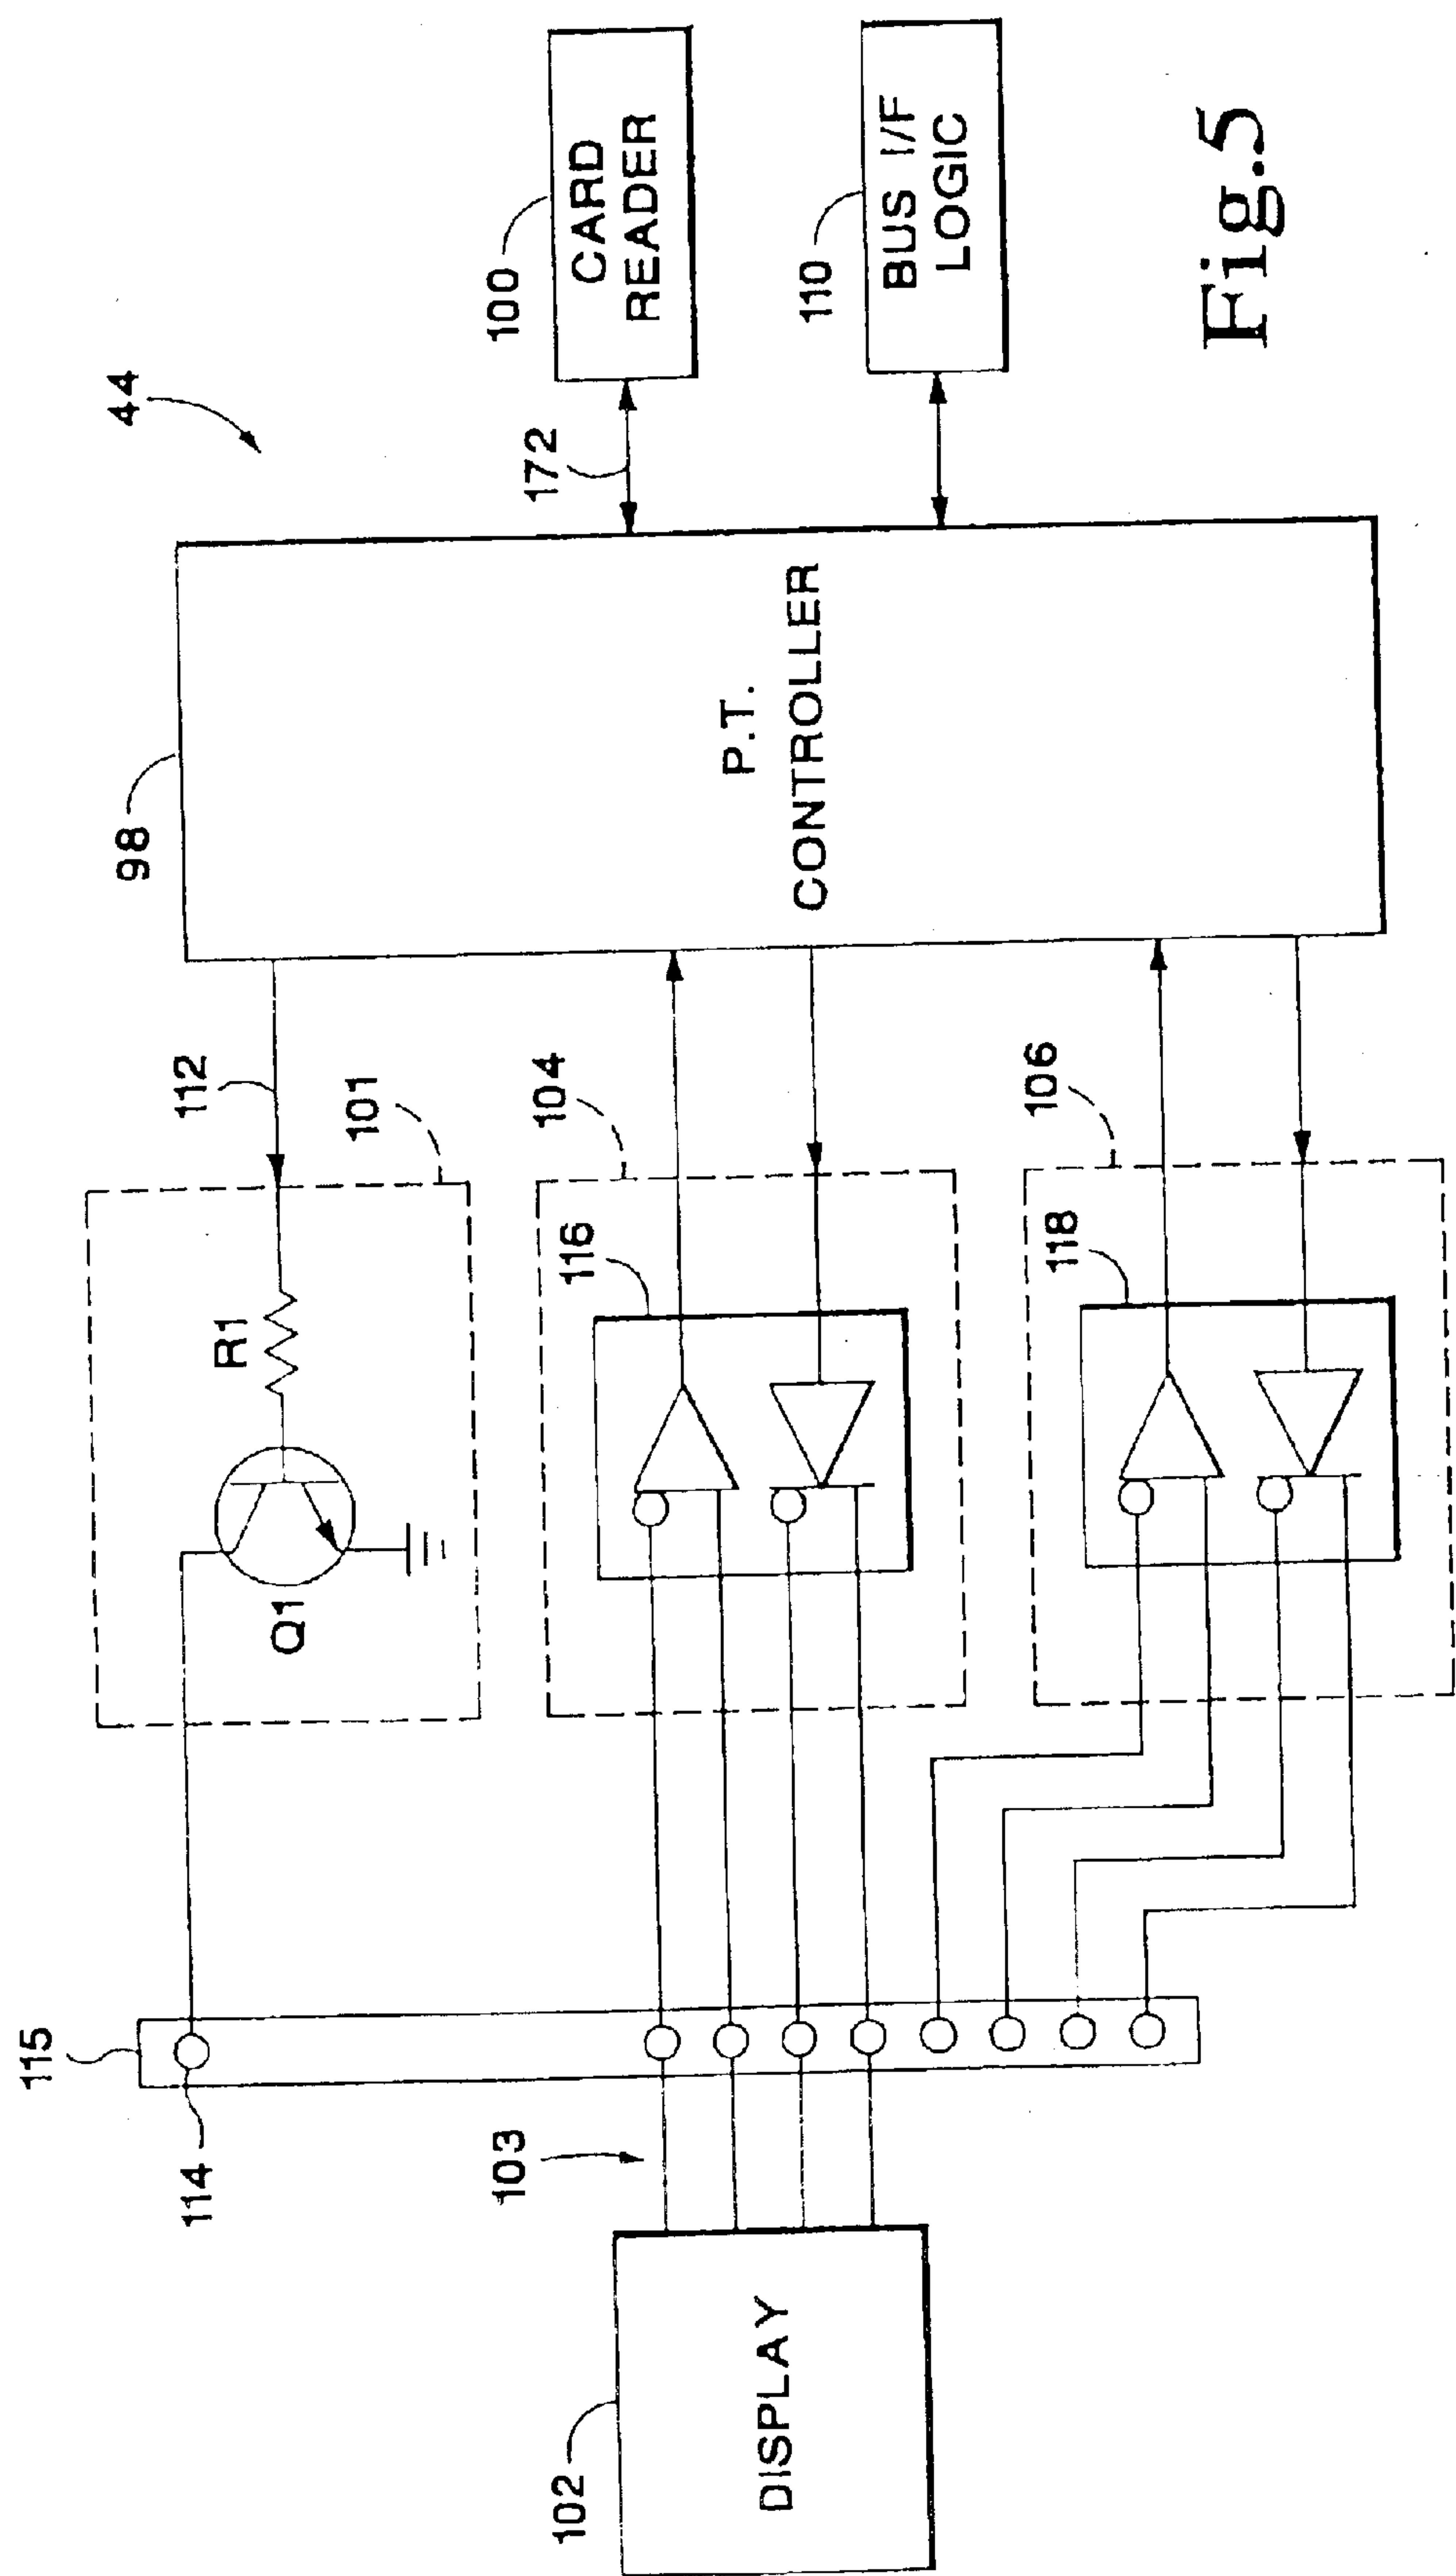 44
98
P.T.
CONTROLLER
172
100
CARD
READER
110
BUS I/F
LOGIC
112
101
R1
Q1
104
116
106
118
115
114
103
102
DISPLAY
Fig.5